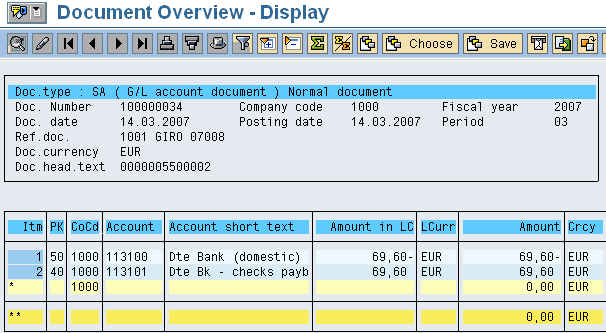 Document Overview - Display
Choose Save
Doc.type : SA ( G/L account document ) Normal document
Doc. Number 100000034 Company code 1000 Fiscal year 2007
Doc. date 14.03.2007 Posting date 14.03.2007 Period 03
Ref.doc. 1001 GIRO 07008
Doc.currency EUR
Doc.head.text 0000005500002
Itm PK CoCd Account Account short text Amount in LC LCurr Amount Crcy
1 50 1000 113100 Dte Bank (domestic) 69,60- EUR 69,60- EUR
2 40 1000 113101 Dte Bk - checks payb 69,60 EUR 69,60 EUR
* 1000 0,00 EUR
** 0,00 EUR